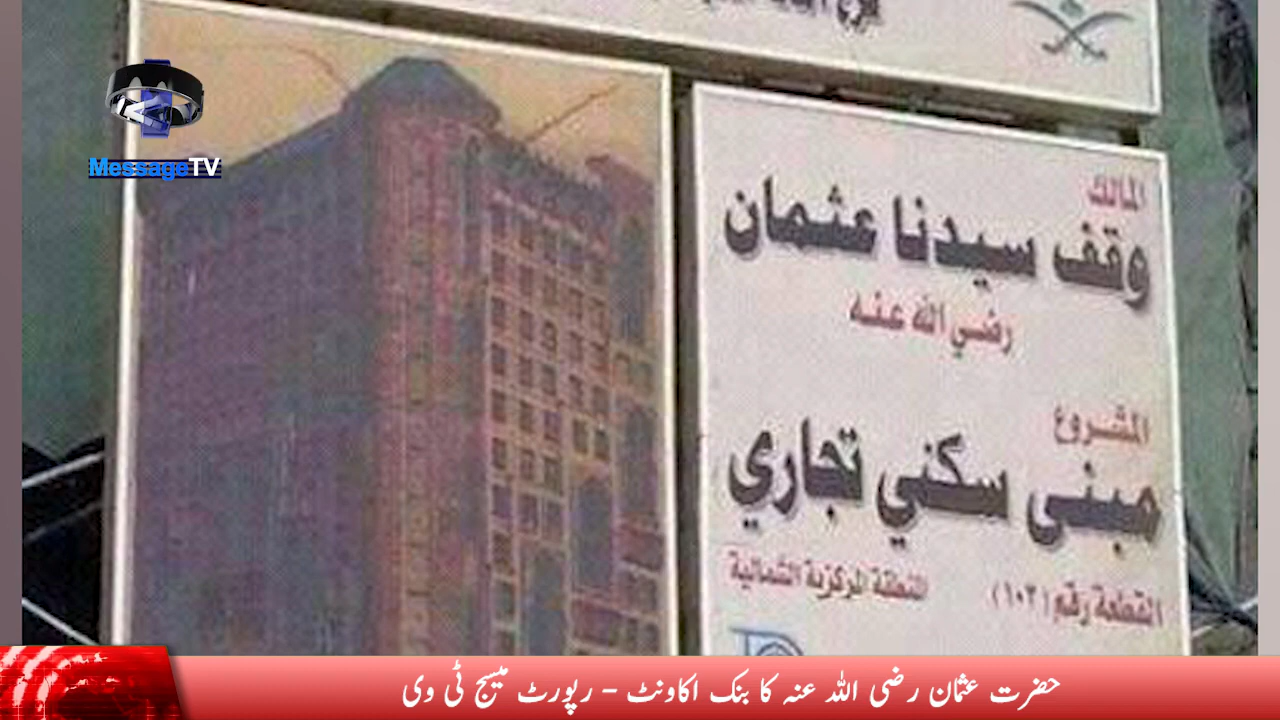 MessageTV
المالك
وقف سيدنا عثمان
رضي الله عنه
المشروع
مبنى سكني تجاري
القطعة رقم (١٠٣) المنطقة المركزية الشمالية
حضرت عثمان رضی اللہ عنہ کا بنک اکاونٹ - رپورٹ میسج ٹی وی